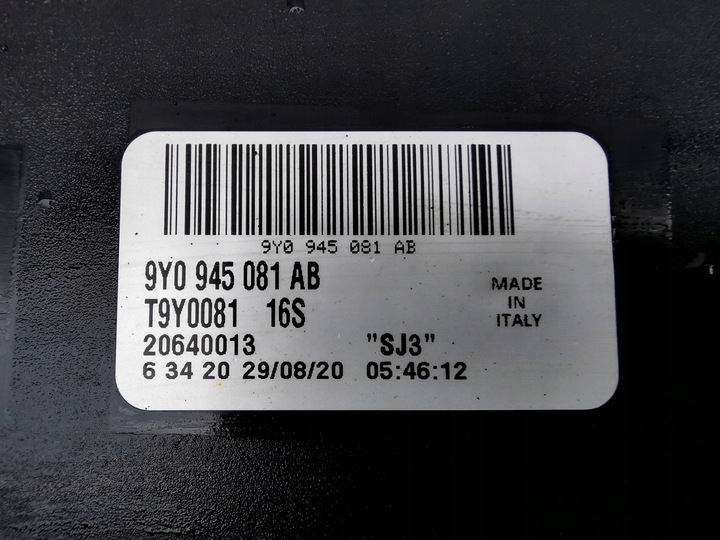 9Y0 945 081 AB
9Y0 945 081 AB
T9Y0081 16S
20640013 "SJ3"
6 34 20 29/08/20 05:46:12
MADE
IN
ITALY